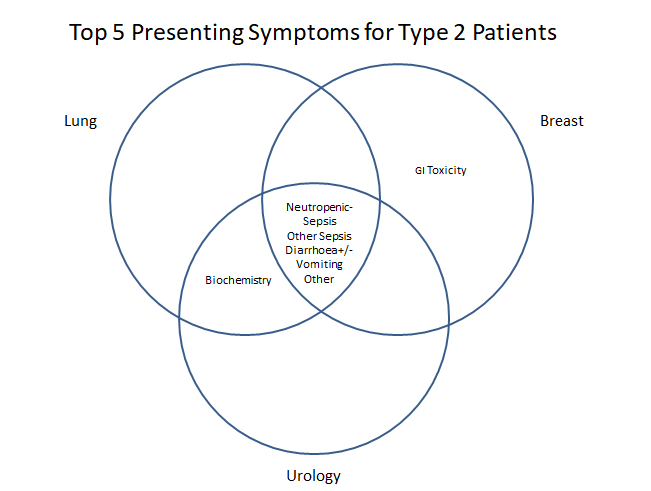 Top 5 Presenting Symptoms for Type 2 Patients
Lung
Breast
GI Toxicity
Neutropenic-
Sepsis
Other Sepsis
Diarrhoea+/-
Vomiting
Other
Biochemistry
Urology